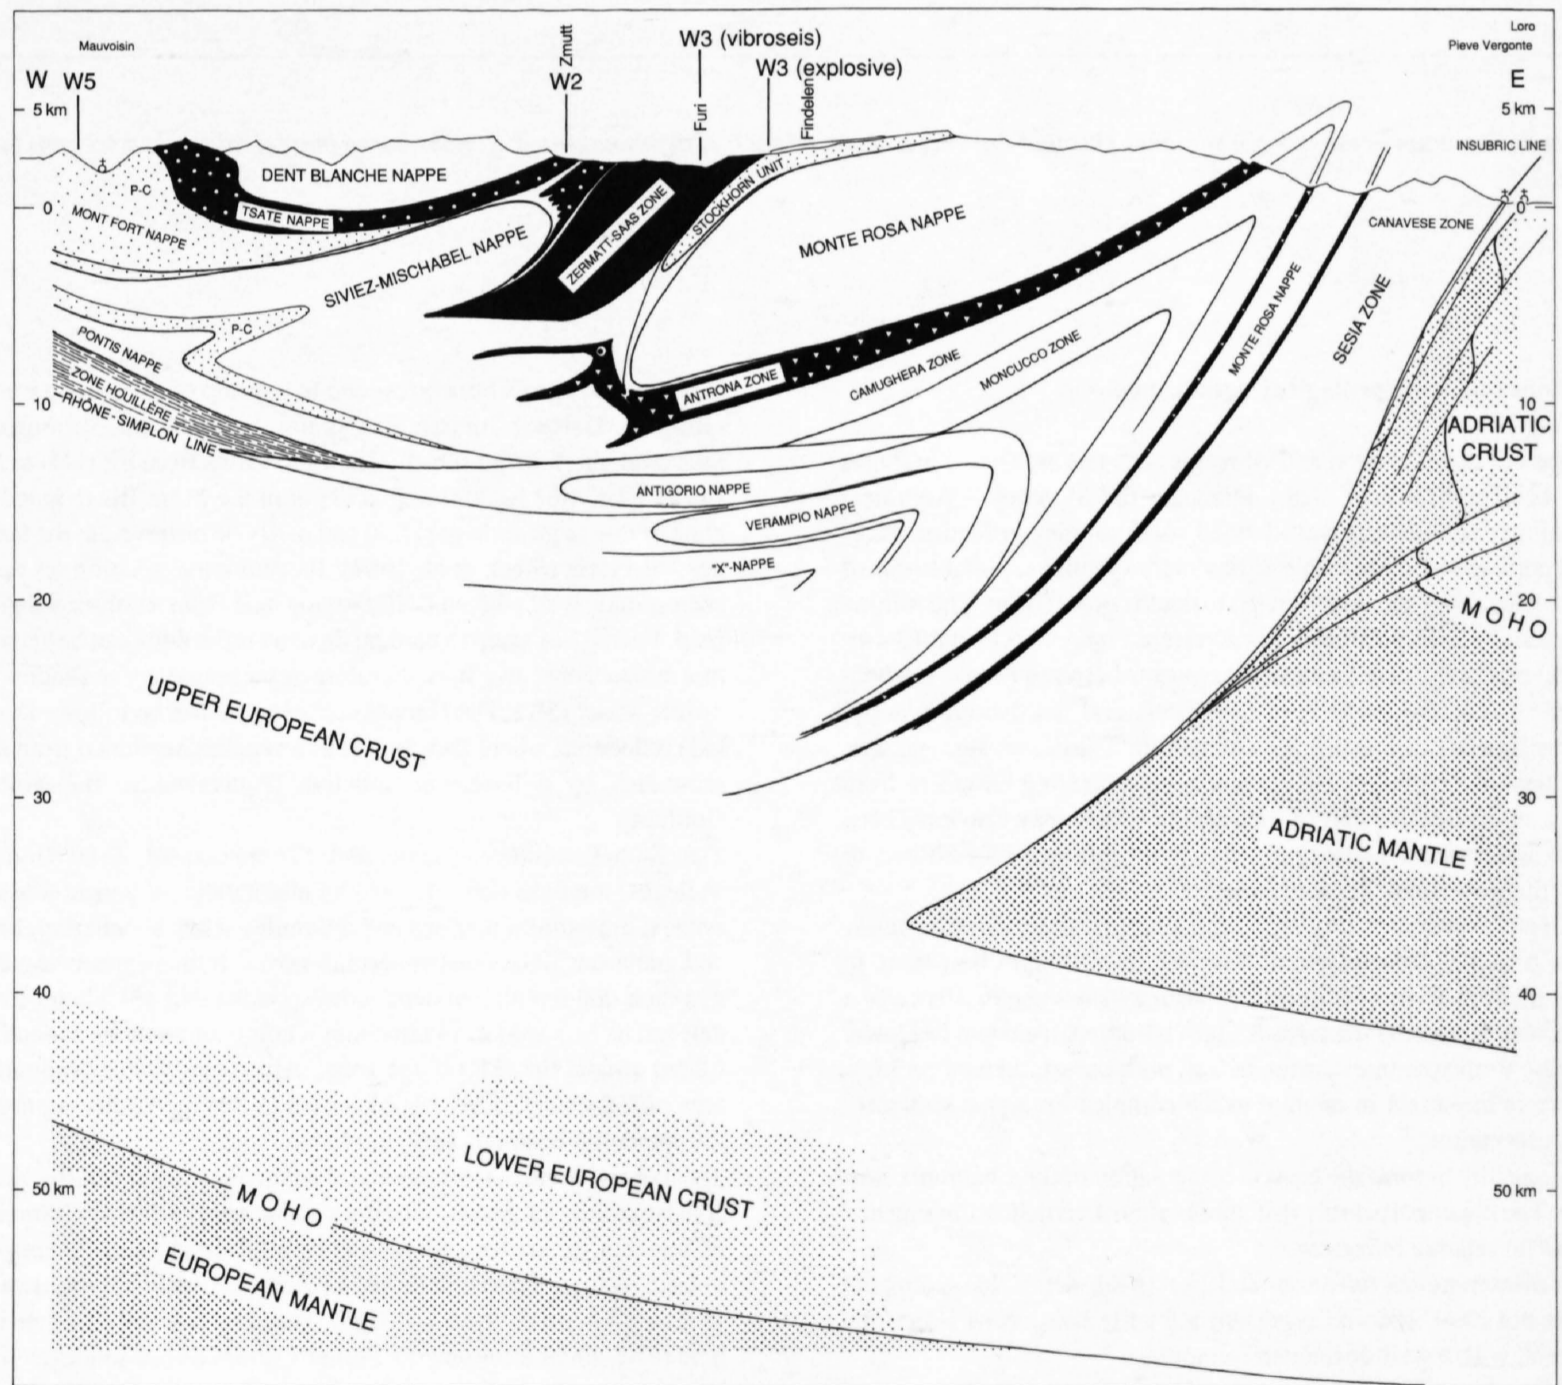 Mauvoisin
Zmutt
W3 (vibroseis)
Loro
Pieve Vergonte
W W5
W2
W3 (explosive)
E
5 km
Furi
Findelen
5 km
INSUBRIC LINE
P-C
DENT BLANCHE NAPPE
0
MONT FORT NAPPE
TSATE NAPPE
SIVIEZ-MISCHABEL NAPPE
ZERMATT-SAAS ZONE
STOCKHORN UNIT
MONTE ROSA NAPPE
CANAVESE ZONE
0
P-C
MONTE ROSA NAPPE
SESIA ZONE
PONTIS NAPPE
ZONE HOUILLÈRE
RHÔNE-SIMPLON LINE
10
ANTRONA ZONE
CAMUGHERA ZONE
MONCUCCO ZONE
10
ADRIATIC
CRUST
ANTIGORIO NAPPE
VERAMPIO NAPPE
"X"-NAPPE
20
20
MOHO
UPPER EUROPEAN CRUST
30
30
ADRIATIC MANTLE
40
40
LOWER EUROPEAN CRUST
50 km
50 km
MOHO
EUROPEAN MANTLE